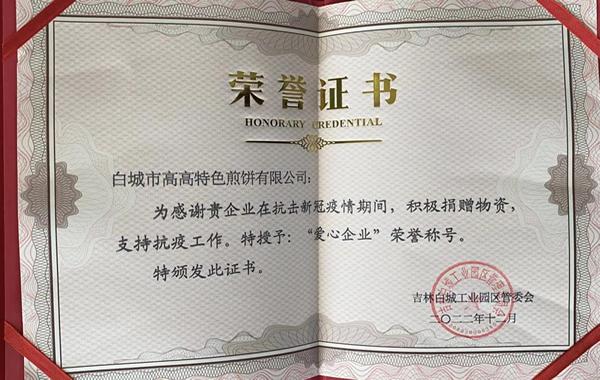 荣誉证书
HONORARY CREDENTIAL
白城市高高特色煎饼有限公司：
为感谢贵企业在抗击新冠疫情期间，积极捐赠物资，
支持抗疫工作。特授予：“爱心企业”荣誉称号。
特颁发此证书。
吉林白城工业园区管委会
二〇二二年十二月